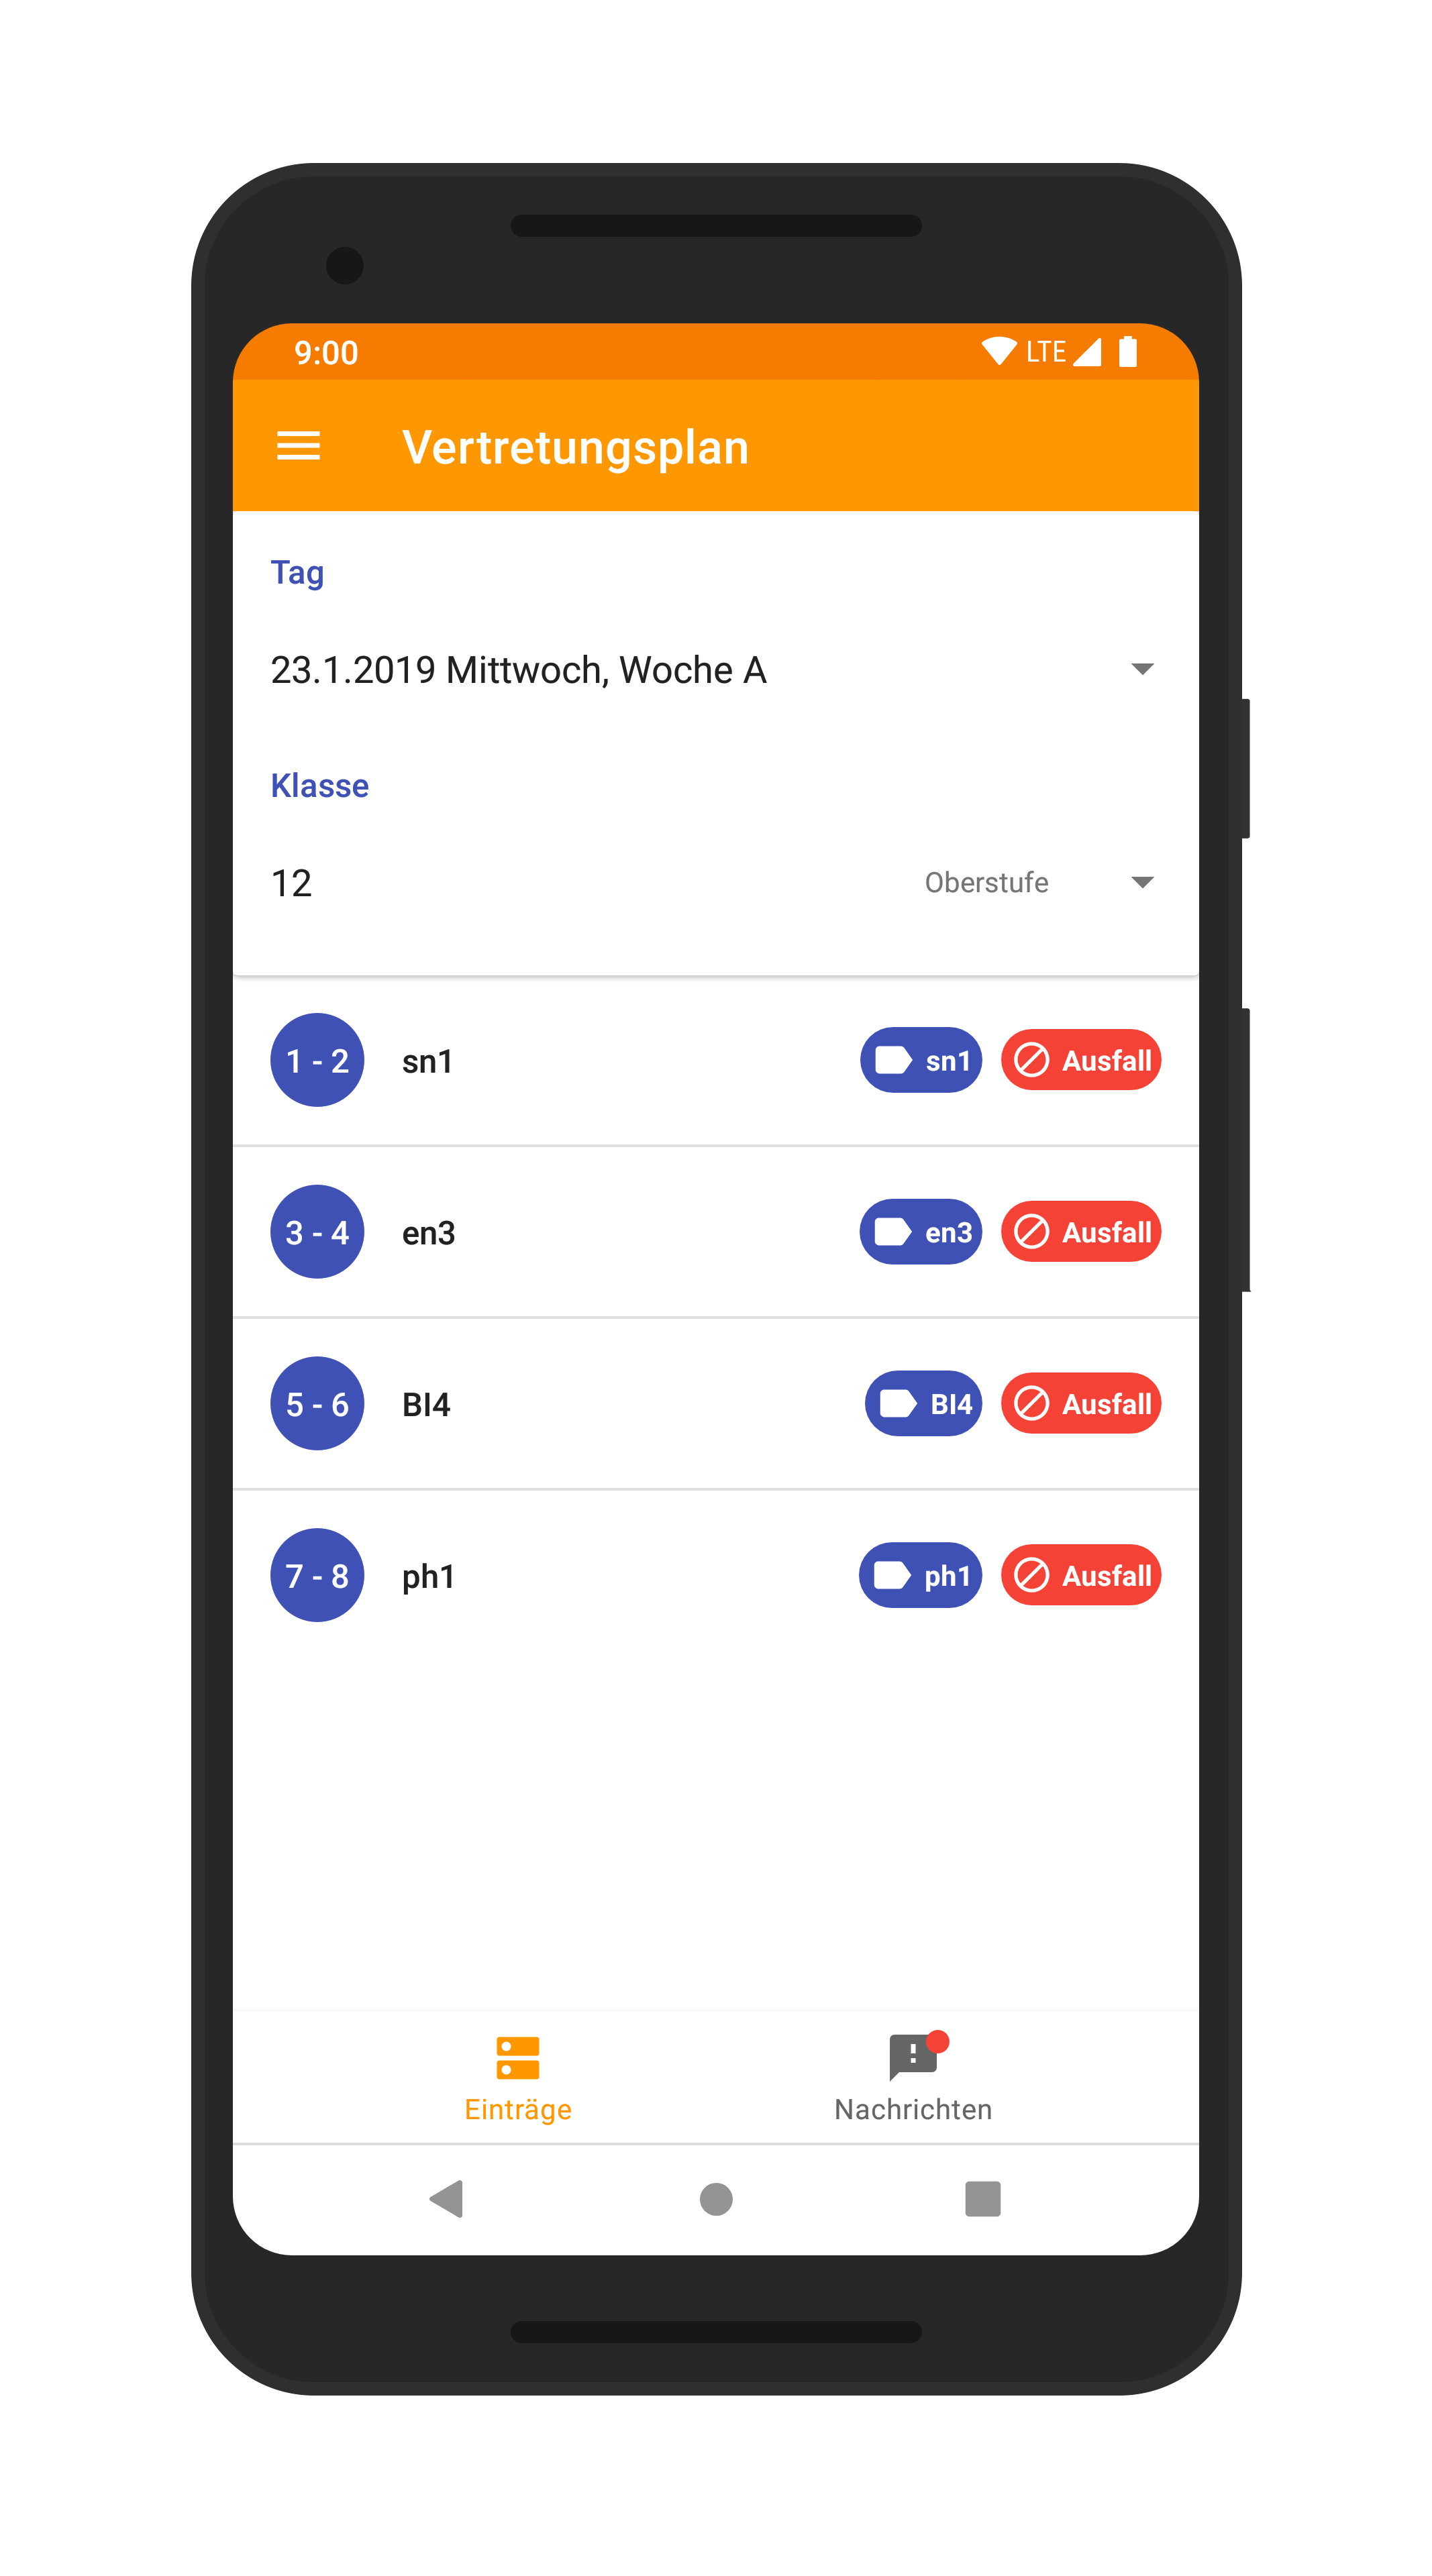 9:00 LTE
Vertretungsplan
Tag
23.1.2019 Mittwoch, Woche A
Klasse
12 Oberstufe
1 - 2 sn1 sn1 Ausfall
3 - 4 en3 en3 Ausfall
5 - 6 BI4 BI4 Ausfall
7 - 8 ph1 ph1 Ausfall
Einträge Nachrichten